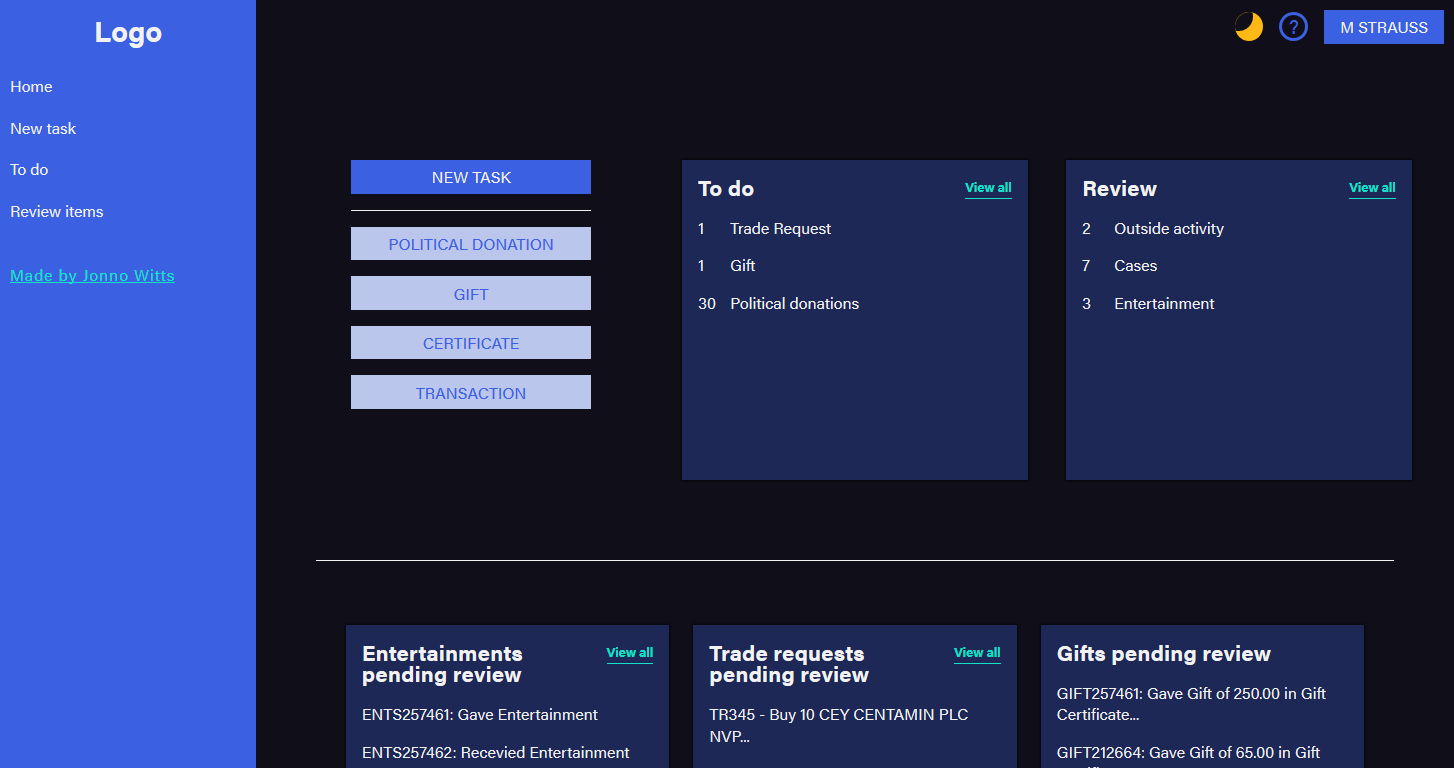 Logo
Home
New task
To do
Review items
Made by Jonno Witts
?
M STRAUSS
NEW TASK
POLITICAL DONATION
GIFT
CERTIFICATE
TRANSACTION
To do
View all
1 Trade Request
1 Gift
30 Political donations
Review
View all
2 Outside activity
7 Cases
3 Entertainment
Entertainments
pending review
View all
ENTS257461: Gave Entertainment
ENTS257462: Recevied Entertainment
Trade requests
pending review
View all
TR345 - Buy 10 CEY CENTAMIN PLC
NVP...
Gifts pending review
GIFT257461: Gave Gift of 250.00 in Gift
Certificate...
GIFT212664: Gave Gift of 65.00 in Gift